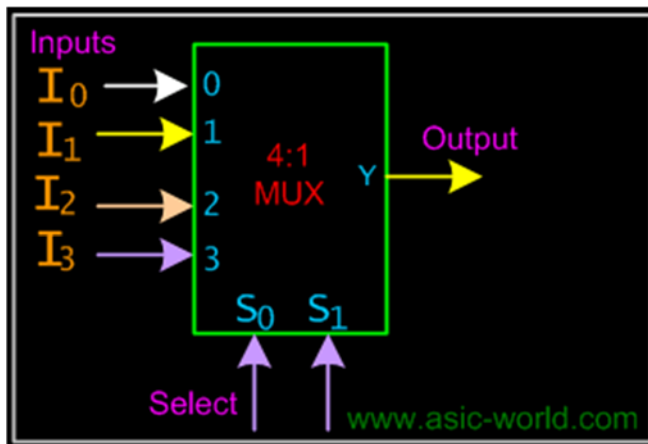 Inputs
I0 0
I1 1
I2 2
I3 3
4:1
MUX
Y
Output
S0 S1
Select
www.asic-world.com